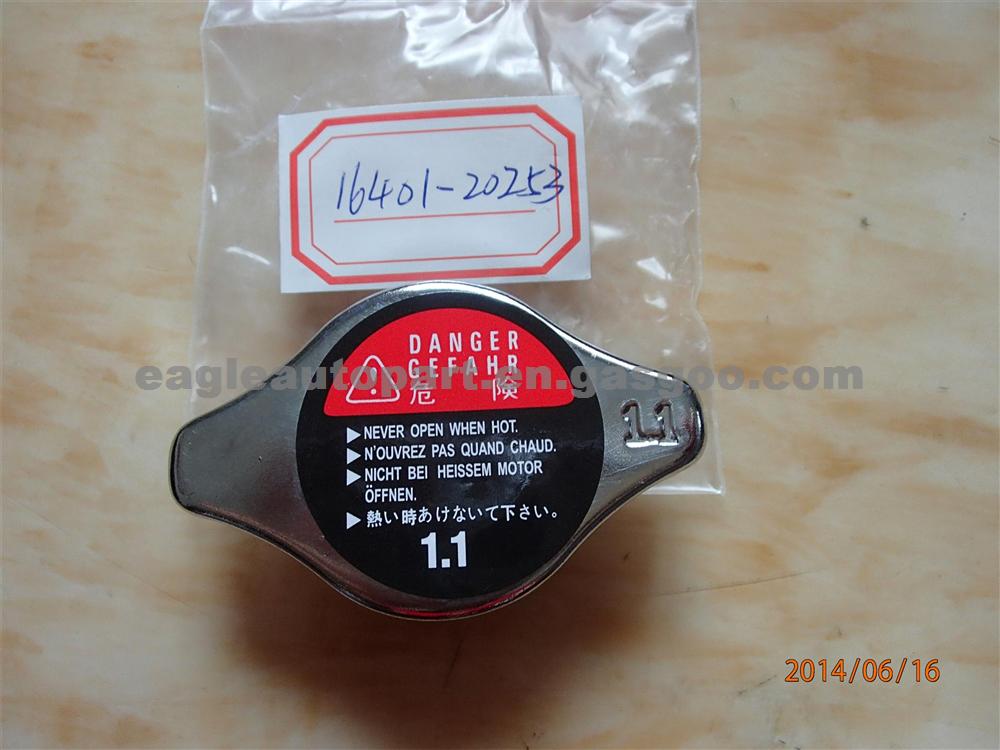 16401-20253
DANGER
GEFAHR
危 険
eagleautopart.en.gasgoo.com
1.1
▶NEVER OPEN WHEN HOT.
▶N'OUVREZ PAS QUAND CHAUD.
▶NICHT BEI HEISSEM MOTOR
ÖFFNEN.
▶熱い時あけないて下さい。
1.1
2014/06/16